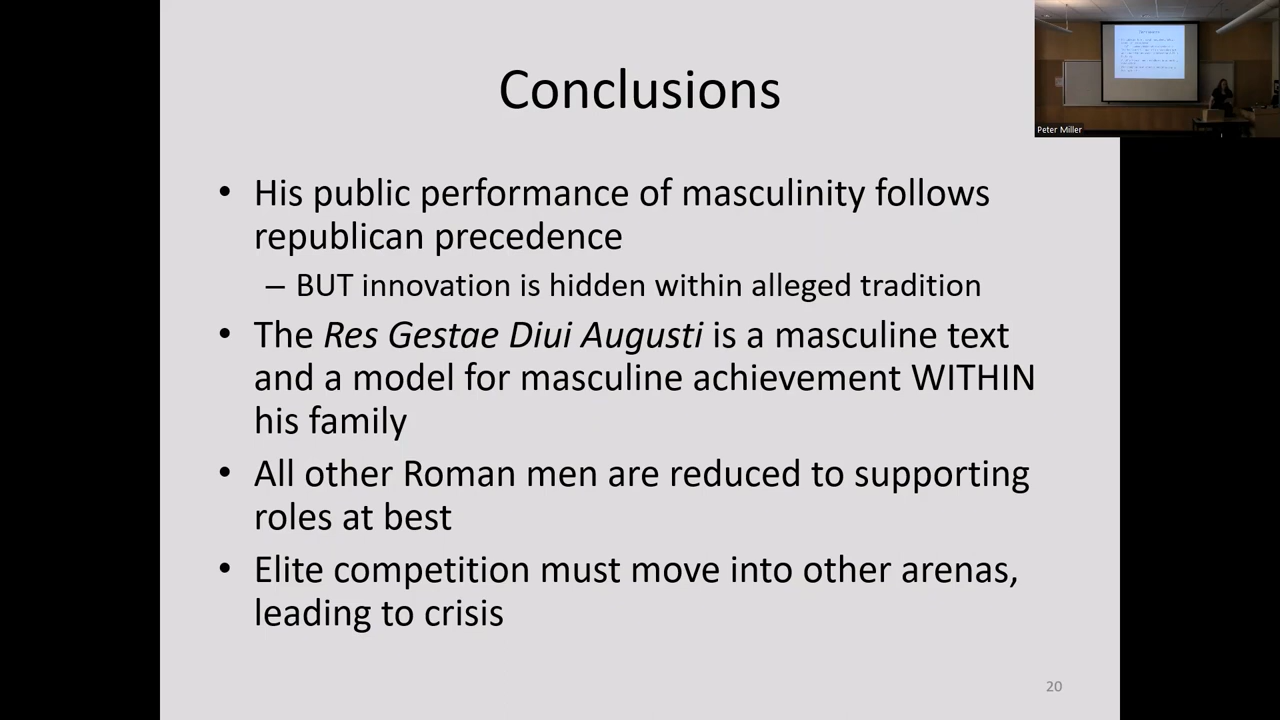 Conclusions
• His public performance of masculinity follows
republican precedence
– BUT innovation is hidden within alleged tradition
• The Res Gestae Diui Augusti is a masculine text
and a model for masculine achievement WITHIN
his family
• All other Roman men are reduced to supporting
roles at best
• Elite competition must move into other arenas,
leading to crisis
20
Peter Miller